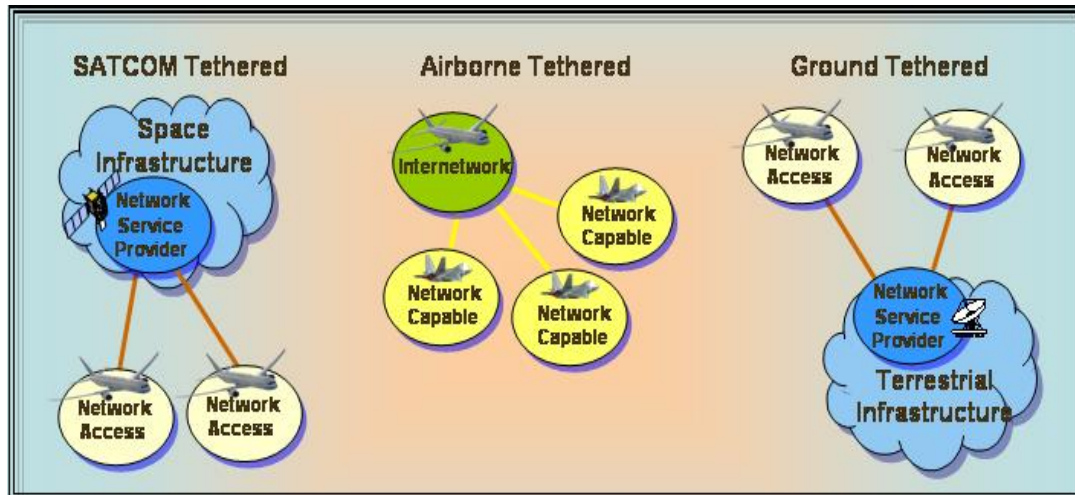 SATCOM Tethered
Space
Infrastructure
Network
Service
Provider
Network
Access
Network
Access
Airborne Tethered
Internetwork
Network
Capable
Network
Capable
Network
Capable
Ground Tethered
Network
Access
Network
Access
Network
Service
Provider
Terrestrial
Infrastructure